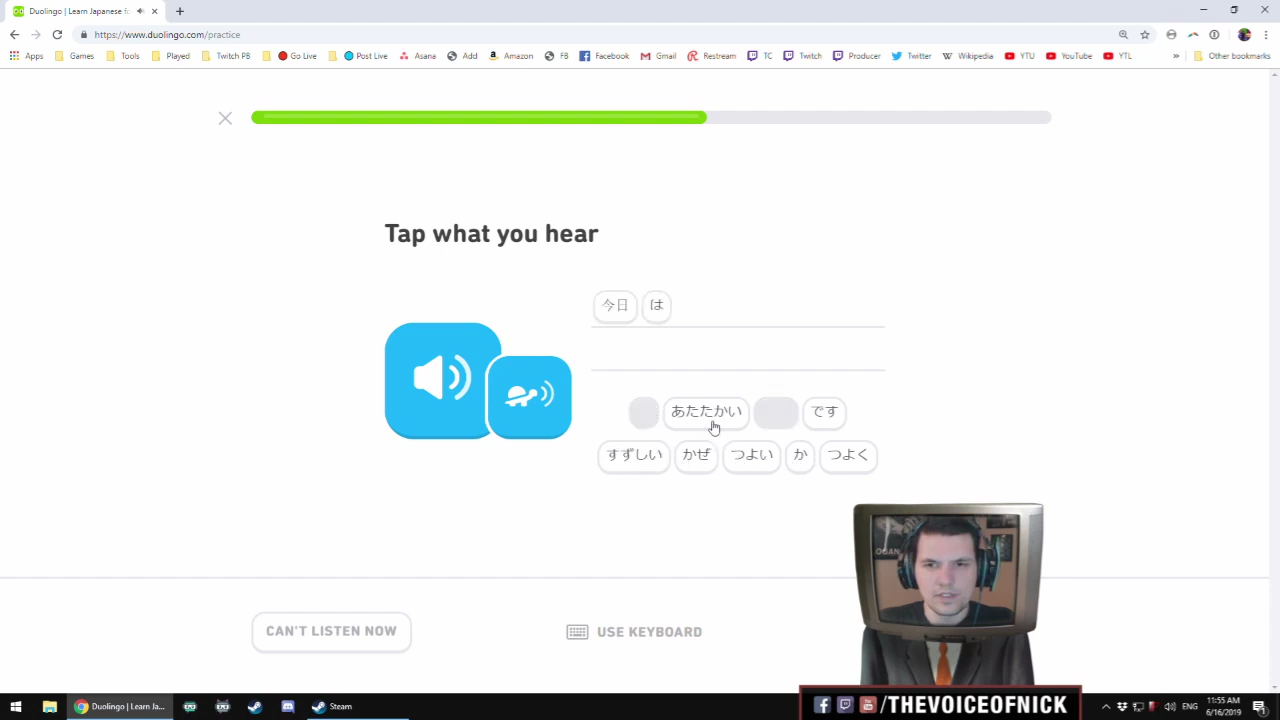 Duolingo | Learn Japanese fo
https://www.duolingo.com/practice
Apps Games Tools Played Twitch PB Go Live Post Live Asana Add Amazon FB Facebook Gmail Restream TC Twitch Producer Twitter Wikipedia YTU YouTube YTL » Other bookmarks
Tap what you hear
今日 は
あたたかい です
すずしい かぜ つよい か つよく
CAN'T LISTEN NOW
USE KEYBOARD
/THEVOICEOFNICK
Duolingo | Learn Ja...
Steam
ENG
11:55 AM
6/16/2019